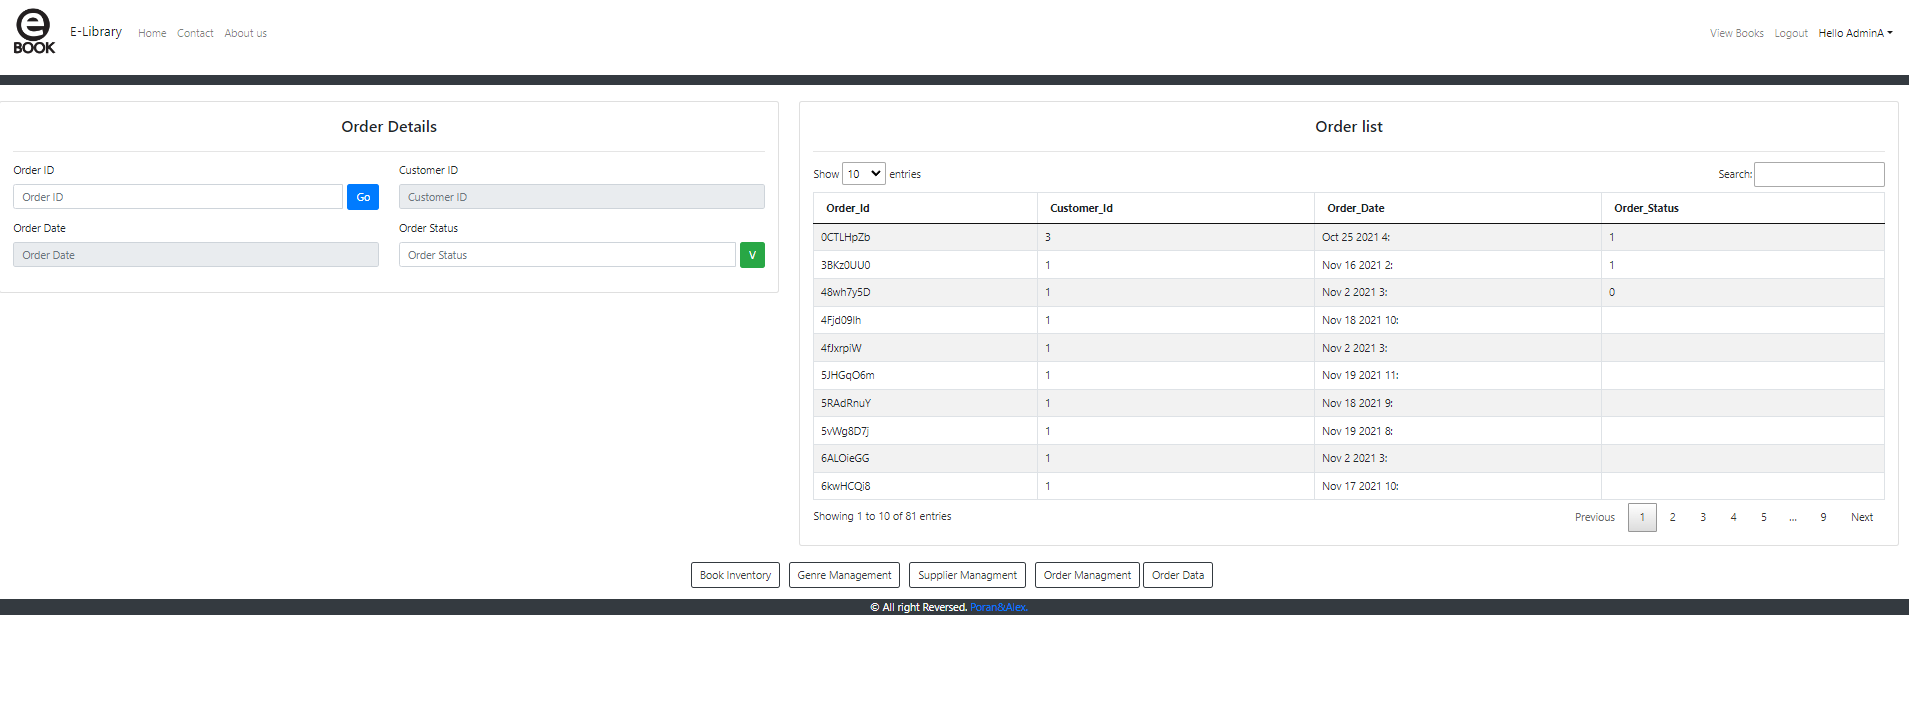 e
BOOK
E-Library Home Contact About us
View Books Logout Hello AdminA
Order Details
Order ID Customer ID
Order ID Go Customer ID
Order Date Order Status
Order Date Order Status V
Order list
Show 10 entries Search:
Order_Id Customer_Id Order_Date Order_Status
0CTLHpZb 3 Oct 25 2021 4: 1
3BKz0UU0 1 Nov 16 2021 2: 1
48wh7y5D 1 Nov 2 2021 3: 0
4Fjd09Ih 1 Nov 18 2021 10:
4fJxrpiW 1 Nov 2 2021 3:
5JHGqO6m 1 Nov 19 2021 11:
5RAdRnuY 1 Nov 18 2021 9:
5vWg8D7j 1 Nov 19 2021 8:
6ALOieGG 1 Nov 2 2021 3:
6kwHCQi8 1 Nov 17 2021 10:
Showing 1 to 10 of 81 entries Previous 1 2 3 4 5 … 9 Next
Book Inventory Genre Management Supplier Managment Order Managment Order Data
© All right Reversed. Poran&Alex.